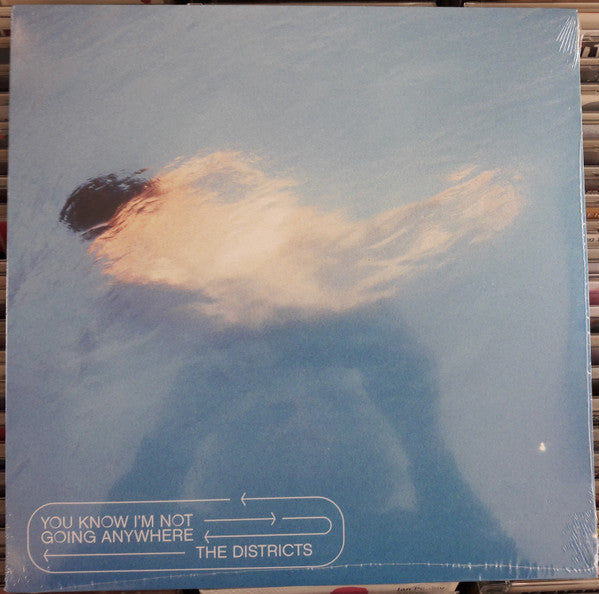 YOU KNOW I'M NOT
GOING ANYWHERE
THE DISTRICTS